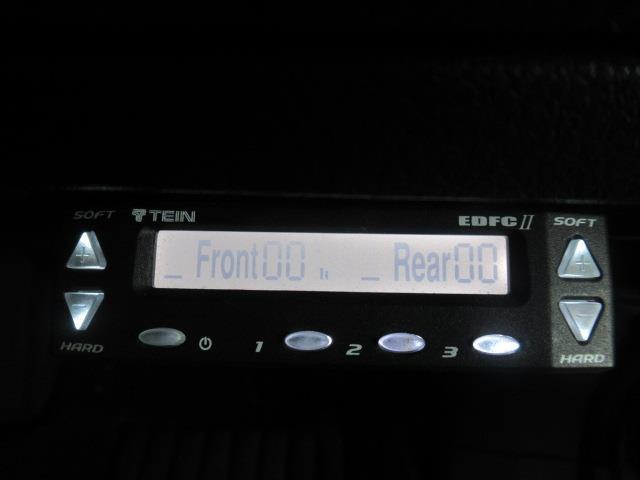 SOFT TEIN EDFC II SOFT
+ _ Front00 _ Rear00 +
- -
HARD 1 2 3 HARD